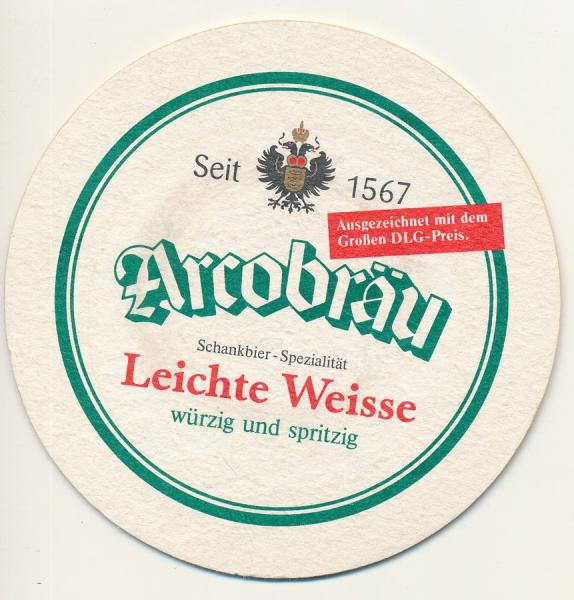 Seit 1567
Ausgezeichnet mit dem
Großen DLG-Preis.
Arcobräu
Schankbier-Spezialität
Leichte Weisse
würzig und spritzig